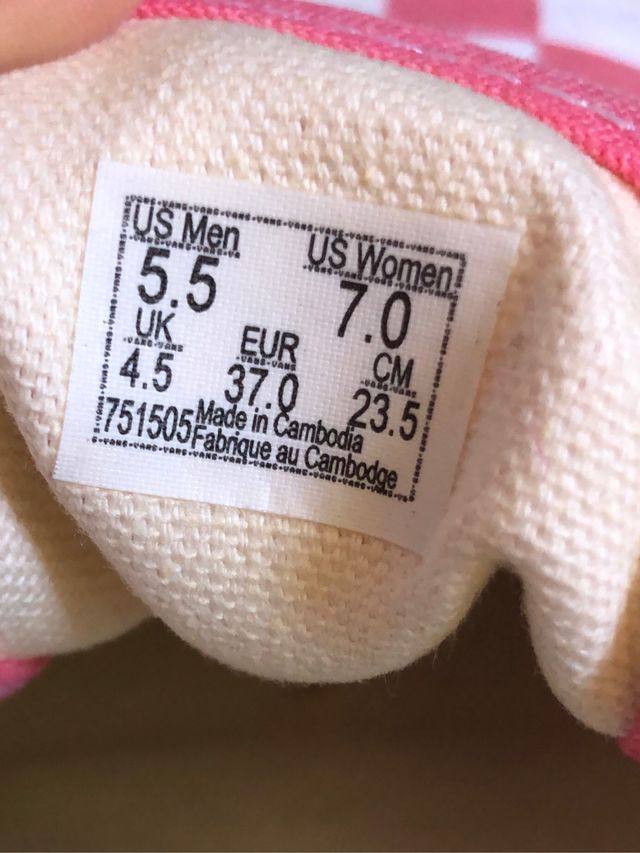 US Men US Women
5.5 7.0
UK EUR CM
4.5 37.0 23.5
751505 Made in Cambodia
Fabrique au Cambodge